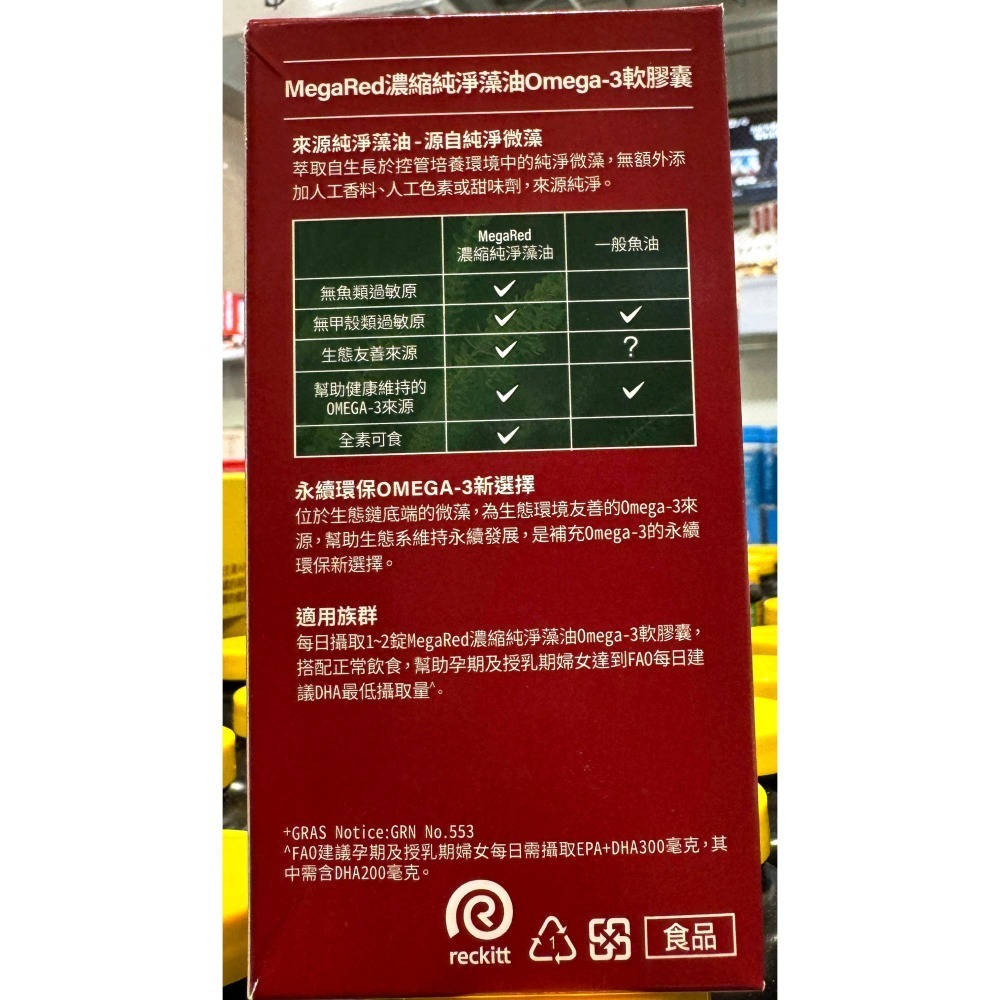 MegaRed濃縮純淨藻油Omega-3軟膠囊
來源純淨藻油-源自純淨微藻
萃取自生長於控管培養環境中的純淨微藻，無額外添
加人工香料、人工色素或甜味劑，來源純淨。
MegaRed
濃縮純淨藻油
一般魚油
無魚類過敏原 ✓
無甲殼類過敏原 ✓ ✓
生態友善來源 ✓ ?
幫助健康維持的
OMEGA-3來源 ✓ ✓
全素可食 ✓
永續環保OMEGA-3新選擇
位於生態鏈底端的微藻，為生態環境友善的Omega-3來
源，幫助生態系維持永續發展，是補充Omega-3的永續
環保新選擇。
適用族群
每日攝取1~2錠MegaRed濃縮純淨藻油Omega-3軟膠囊，
搭配正常飲食，幫助孕期及授乳期婦女達到FAO每日建
議DHA最低攝取量^。
+GRAS Notice:GRN No.553
^FAO建議孕期及授乳期婦女每日需攝取EPA+DHA300毫克，其
中需含DHA200毫克。
reckitt
1
食品